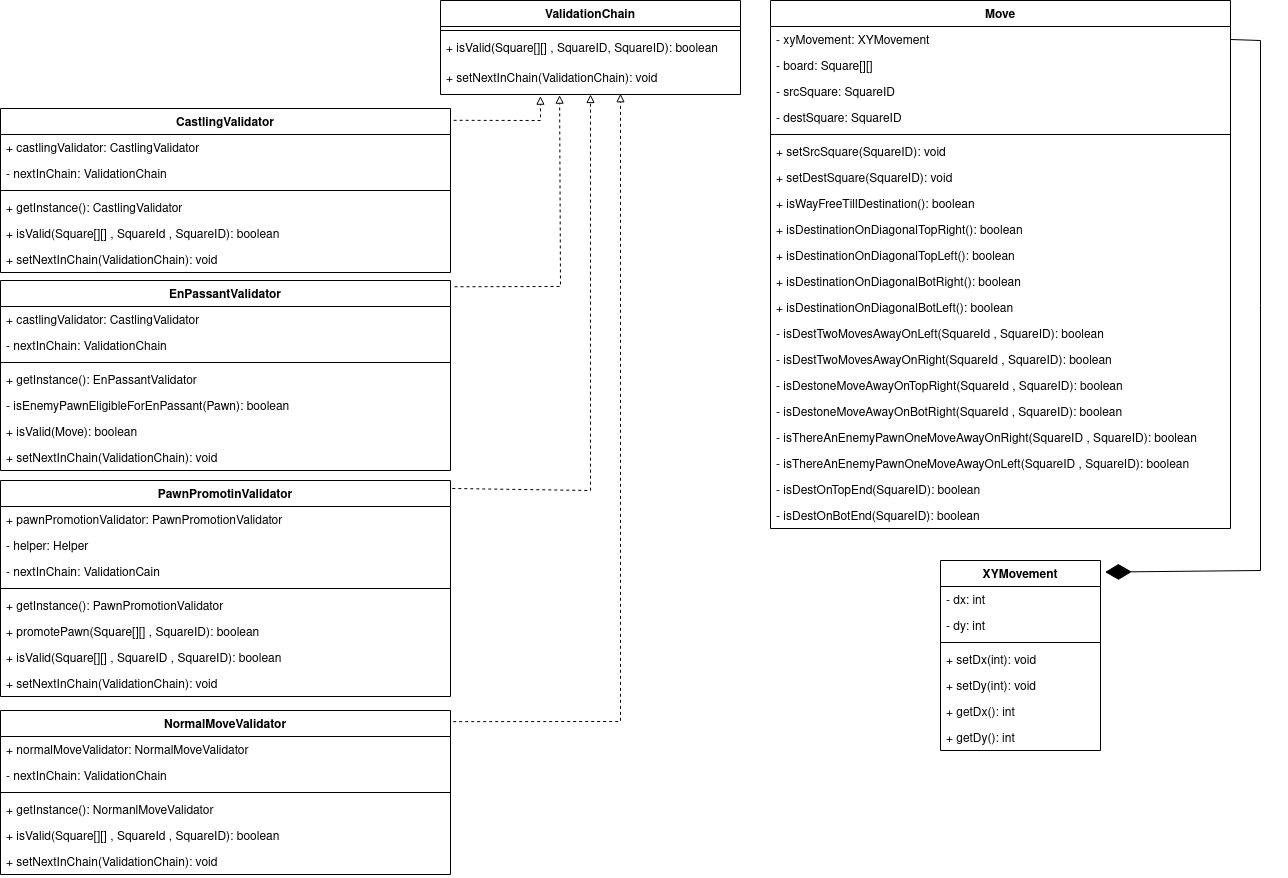 ValidationChain
+ isValid(Square[][] , SquareID, SquareID): boolean
+ setNextInChain(ValidationChain): void
CastlingValidator
+ castlingValidator: CastlingValidator
- nextInChain: ValidationChain
+ getInstance(): CastlingValidator
+ isValid(Square[][] , SquareId , SquareID): boolean
+ setNextInChain(ValidationChain): void
EnPassantValidator
+ castlingValidator: CastlingValidator
- nextInChain: ValidationChain
+ getInstance(): EnPassantValidator
- isEnemyPawnEligibleForEnPassant(Pawn): boolean
+ isValid(Move): boolean
+ setNextInChain(ValidationChain): void
PawnPromotinValidator
+ pawnPromotionValidator: PawnPromotionValidator
- helper: Helper
- nextInChain: ValidationCain
+ getInstance(): PawnPromotionValidator
+ promotePawn(Square[][] , SquareID): boolean
+ isValid(Square[][] , SquareID , SquareID): boolean
+ setNextInChain(ValidationChain): void
NormalMoveValidator
+ normalMoveValidator: NormalMoveValidator
- nextInChain: ValidationChain
+ getInstance(): NormanlMoveValidator
+ isValid(Square[][] , SquareId , SquareID): boolean
+ setNextInChain(ValidationChain): void
Move
- xyMovement: XYMovement
- board: Square[][]
- srcSquare: SquareID
- destSquare: SquareID
+ setSrcSquare(SquareID): void
+ setDestSquare(SquareID): void
+ isWayFreeTillDestination(): boolean
+ isDestinationOnDiagonalTopRight(): boolean
+ isDestinationOnDiagonalTopLeft(): boolean
+ isDestinationOnDiagonalBotRight(): boolean
+ isDestinationOnDiagonalBotLeft(): boolean
- isDestTwoMovesAwayOnLeft(SquareId , SquareID): boolean
- isDestTwoMovesAwayOnRight(SquareId , SquareID): boolean
- isDestoneMoveAwayOnTopRight(SquareId , SquareID): boolean
- isDestoneMoveAwayOnBotRight(SquareId , SquareID): boolean
- isThereAnEnemyPawnOneMoveAwayOnRight(SquareID , SquareID): boolean
- isThereAnEnemyPawnOneMoveAwayOnLeft(SquareID , SquareID): boolean
- isDestOnTopEnd(SquareID): boolean
- isDestOnBotEnd(SquareID): boolean
XYMovement
- dx: int
- dy: int
+ setDx(int): void
+ setDy(int): void
+ getDx(): int
+ getDy(): int